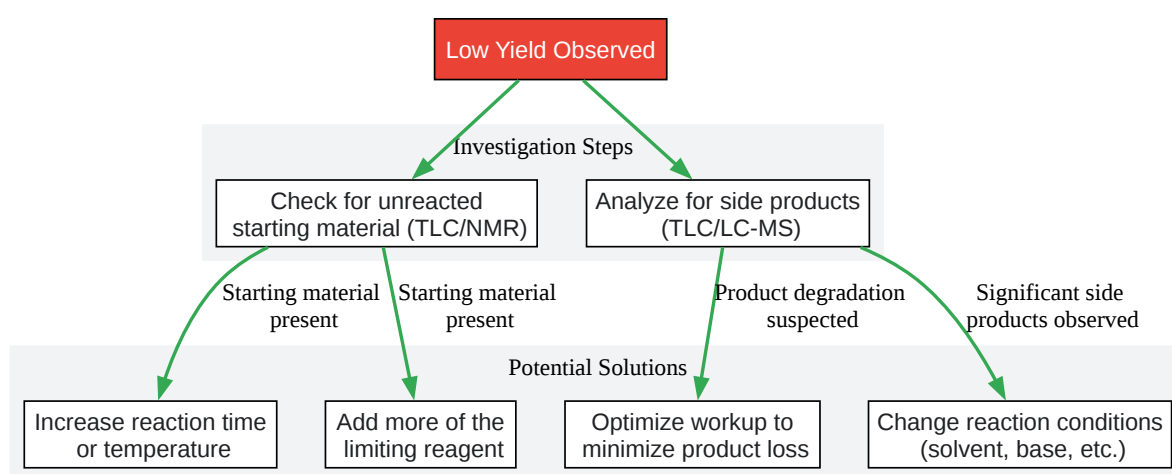 Low Yield Observed
Investigation Steps
Check for unreacted
starting material (TLC/NMR)
Analyze for side products
(TLC/LC-MS)
Starting material
present
Starting material
present
Product degradation
suspected
Significant side
products observed
Potential Solutions
Increase reaction time
or temperature
Add more of the
limiting reagent
Optimize workup to
minimize product loss
Change reaction conditions
(solvent, base, etc.)